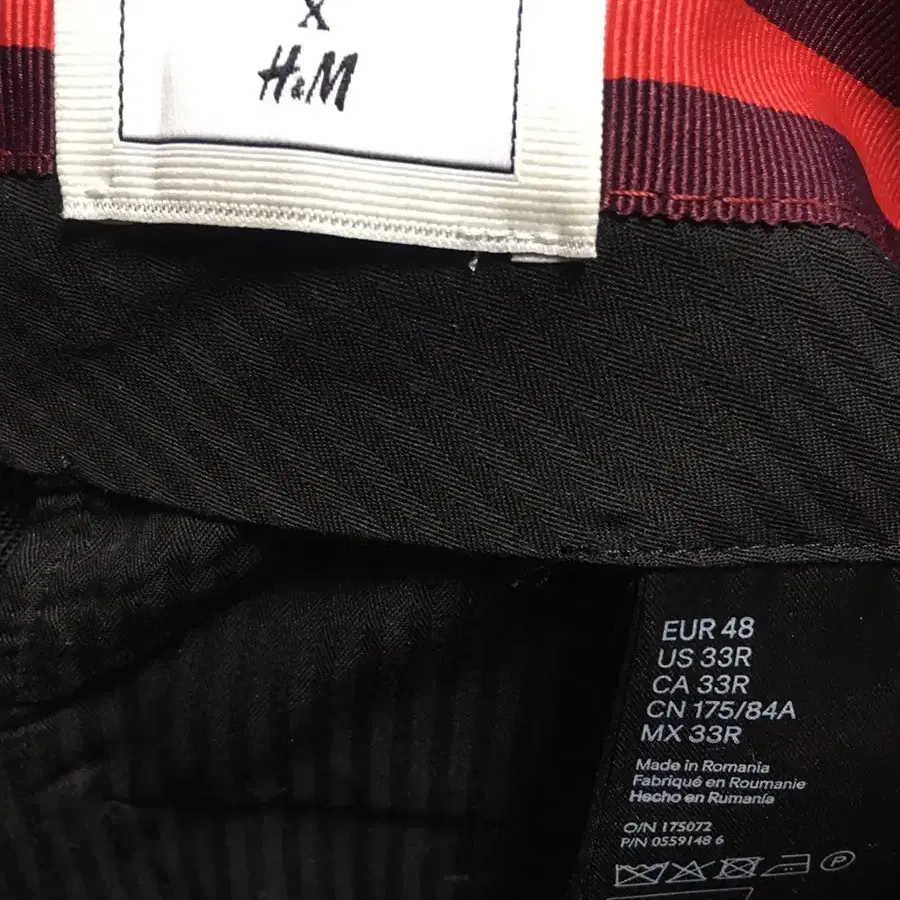 X
H&M
EUR 48
US 33R
CA 33R
CN 175/84A
MX 33R
Made in Romania
Fabriqué en Roumanie
Hecho en Rumanía
O/N 175072
P/N 0559148 6
P